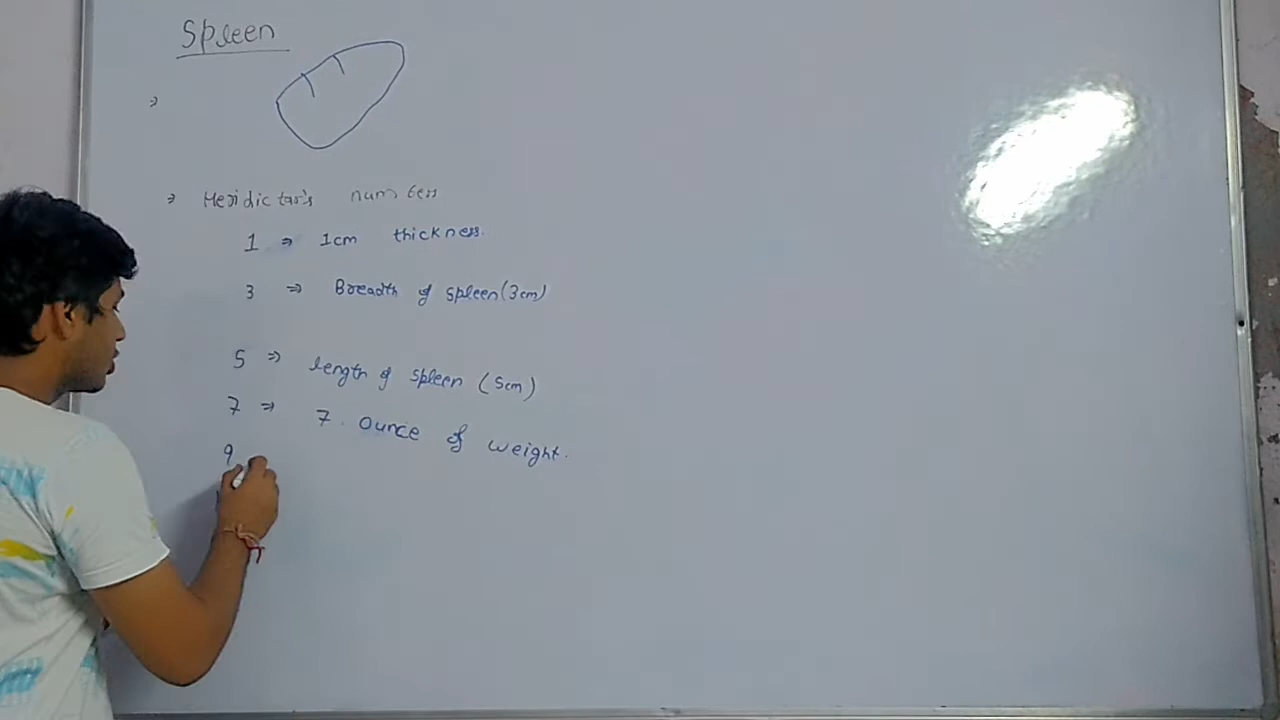 Spleen
⇒
⇒ Heridictar's numbers
1 ⇒ 1cm thickness.
3 ⇒ Breadth of spleen (3cm)
5 ⇒ length of spleen (5cm)
7 ⇒ 7. ounce of weight.
9